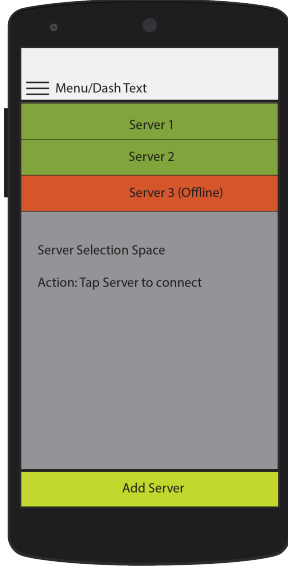 Menu/Dash Text
Server 1
Server 2
Server 3 (Offline)
Server Selection Space
Action: Tap Server to connect
Add Server